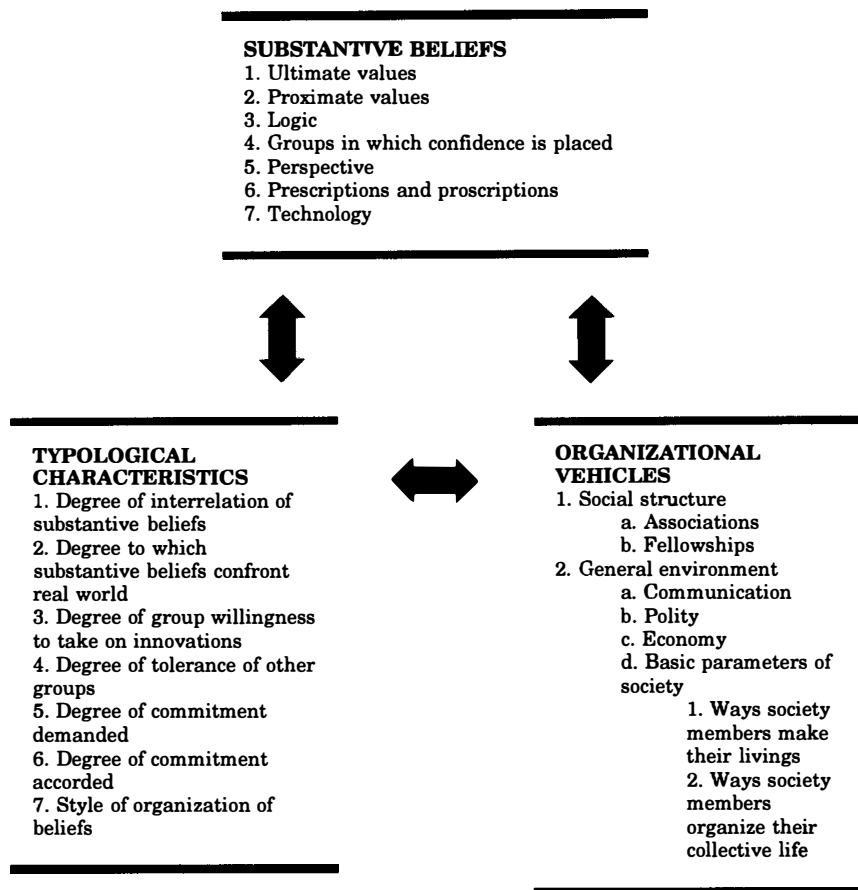 SUBSTANTIVE BELIEFS
1. Ultimate values
2. Proximate values
3. Logic
4. Groups in which confidence is placed
5. Perspective
6. Prescriptions and proscriptions
7. Technology
TYPOLOGICAL
CHARACTERISTICS
1. Degree of interrelation of
substantive beliefs
2. Degree to which
substantive beliefs confront
real world
3. Degree of group willingness
to take on innovations
4. Degree of tolerance of other
groups
5. Degree of commitment
demanded
6. Degree of commitment
accorded
7. Style of organization of
beliefs
ORGANIZATIONAL
VEHICLES
1. Social structure
a. Associations
b. Fellowships
2. General environment
a. Communication
b. Polity
c. Economy
d. Basic parameters of
society
1. Ways society
members make
their livings
2. Ways society
members
organize their
collective life